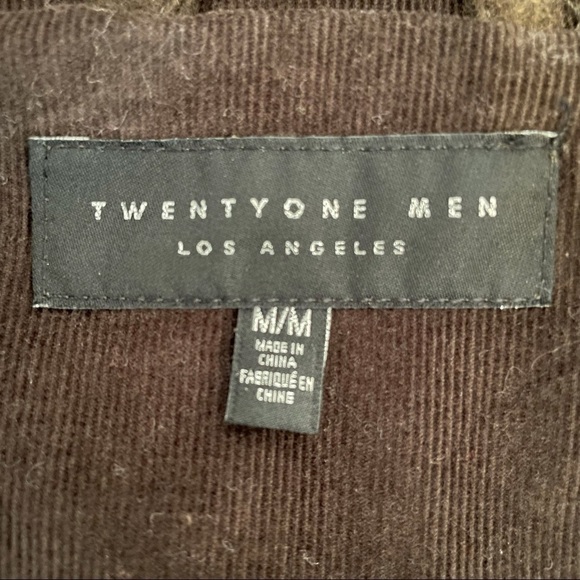 TWENTYONE MEN
LOS ANGELES
M/M
MADE IN
CHINA
FABRIQUÉ EN
CHINE